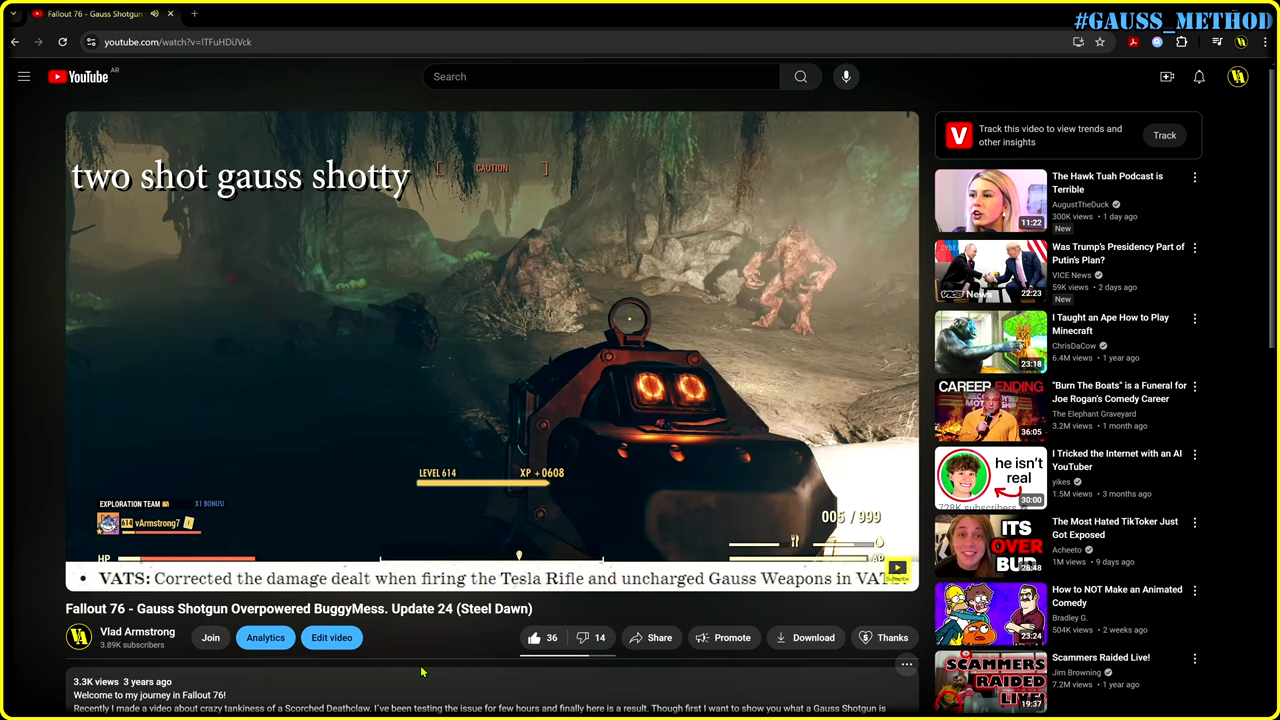 Fallout 76 - Gauss Shotgun
#GAUSS_METHOD
youtube.com/watch?v=lTFuHDiJVck
YouTube AR
Search
two shot gauss shotty
CAUTION
LEVEL 614 XP +0608
EXPLORATION TEAM X1 BONUS!
614 vArmstrong7
005 / 999
HP
AP
• VATS: Corrected the damage dealt when firing the Tesla Rifle and uncharged Gauss Weapons in VATS
Subscribe
Fallout 76 - Gauss Shotgun Overpowered BuggyMess. Update 24 (Steel Dawn)
Vlad Armstrong
3.89K subscribers
Join
Analytics
Edit video
36
14
Share
Promote
Download
Thanks
3.3K views 3 years ago
Welcome to my journey in Fallout 76!
Recently I made a video about crazy tankiness of a Scorched Deathclaw. I've been testing the issue for few hours and finally here is a result. Though first I want to show you what a Gauss Shotgun is
Track this video to view trends and
other insights
Track
The Hawk Tuah Podcast is
Terrible
AugustTheDuck
300K views • 1 day ago
New
11:22
Was Trump's Presidency Part of
Putin's Plan?
VICE News
59K views • 2 days ago
New
VICE News
22:23
I Taught an Ape How to Play
Minecraft
ChrisDaCow
6.4M views • 1 year ago
23:18
"Burn The Boats" is a Funeral for
Joe Rogan's Comedy Career
The Elephant Graveyard
3.2M views • 1 month ago
CAREER ENDING
36:05
I Tricked the Internet with an AI
YouTuber
yikes
1.5M views • 3 months ago
he isn't
real
728K subscribers
30:00
The Most Hated TikToker Just
Got Exposed
Acheeto
1M views • 9 days ago
ITS
OVER
BUD
28:48
How to NOT Make an Animated
Comedy
Bradley G.
504K views • 2 weeks ago
23:24
Scammers Raided Live!
Jim Browning
7.2M views • 1 year ago
SCAMMERS
RAIDED
LIVE
19:37